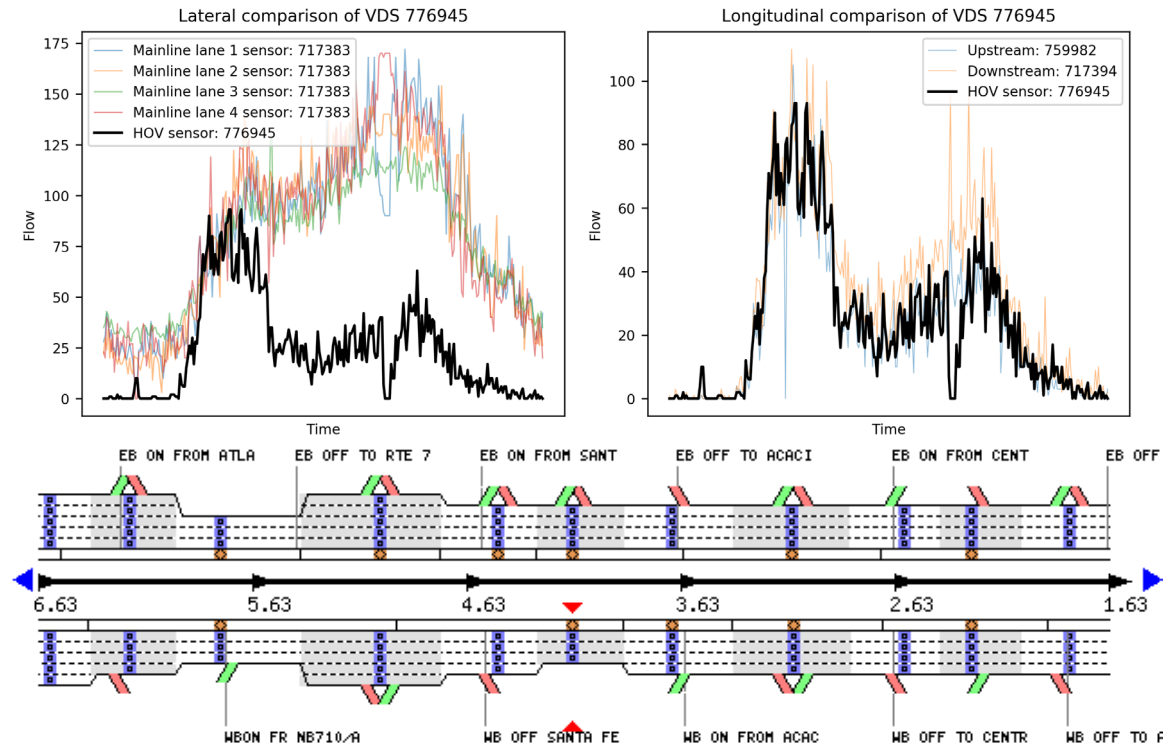 Lateral comparison of VDS 776945
Longitudinal comparison of VDS 776945
175
150
125
100
75
50
25
0
Flow
Time
Mainline lane 1 sensor: 717383
Mainline lane 2 sensor: 717383
Mainline lane 3 sensor: 717383
Mainline lane 4 sensor: 717383
HOV sensor: 776945
100
80
60
40
20
0
Flow
Time
Upstream: 759982
Downstream: 717394
HOV sensor: 776945
EB ON FROM ATLA
EB OFF TO RTE 7
EB ON FROM SANT
EB OFF TO ACACI
EB ON FROM CENT
EB OFF
6.63
5.63
4.63
3.63
2.63
1.63
WBON FR NB710/A
WB OFF SANTA FE
WB ON FROM ACAC
WB OFF TO CENTR
WB OFF TO A